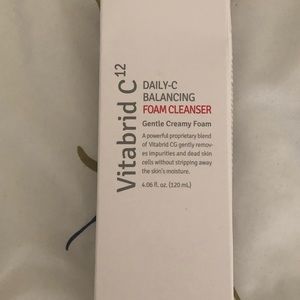 Vitabrid C12
DAILY-C
BALANCING
FOAM CLEANSER
Gentle Creamy Foam
A powerful proprietary blend
of Vitabrid CG gently remov-
es impurities and dead skin
cells without stripping away
the skin's moisture.
4.06 fl. oz. (120 mL)